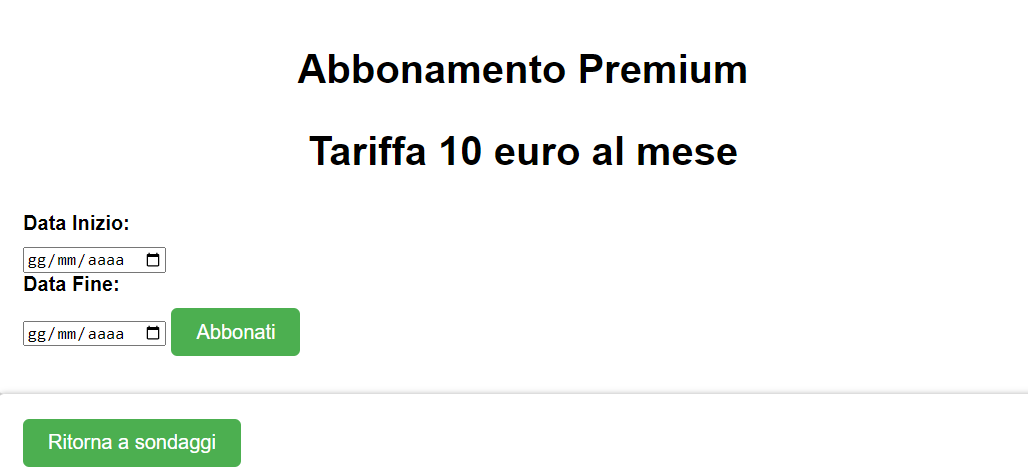 Abbonamento Premium
Tariffa 10 euro al mese
Data Inizio:
gg/mm/aaaa
Data Fine:
gg/mm/aaaa Abbonati
Ritorna a sondaggi